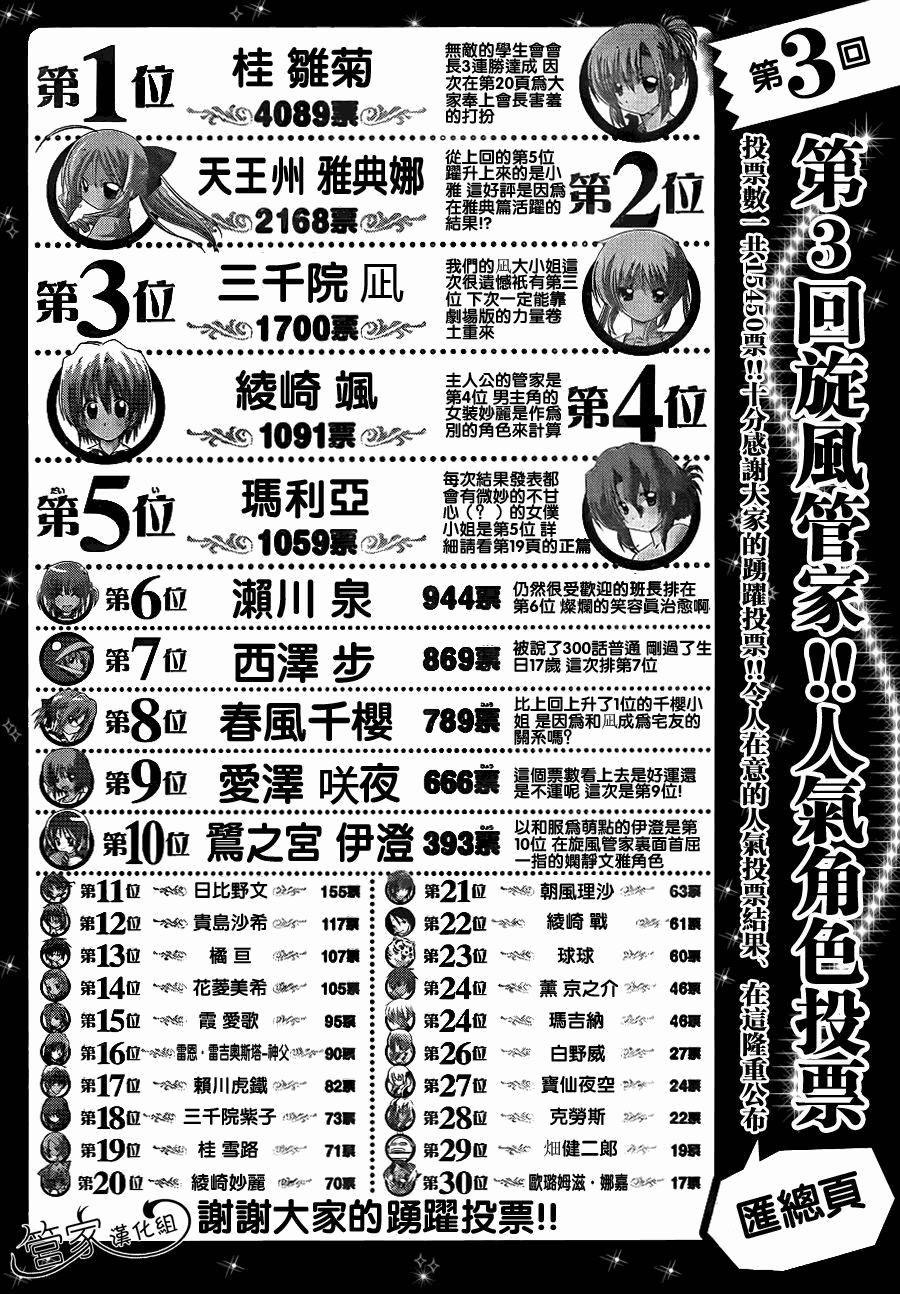 第3回
第3回旋風管家!!人氣角色投票
投票數一共15450票!!十分感謝大家的踴躍投票!!令人在意的人氣投票結果、在這隆重公布
匯總頁
第1位
桂 雛菊
4089票
無敵的學生會會
長3連勝達成 因
次在第20頁爲大
家奉上會長害羞
的打扮
天王州 雅典娜
2168票
從上回的第5位
躍升上來的是小
雅 這好評是因爲
在雅典篇活躍的
結果!?
第2位
第3位
三千院 凪
1700票
我們的凪大小姐這
次很遺憾祇有第三
位 下次一定能靠
劇場版的力量卷
土重來
綾崎 颯
1091票
主人公的管家是
第4位 男主角的
女装妙麗是作爲
別的角色來計算
第4位
第5位
瑪利亞
1059票
每次結果發表都
會有微妙的不甘
心（?）的女僕
小姐是第5位 詳
細請看第19頁的正篇
第6位 瀨川 泉 944票
仍然很受歡迎的班長排在
第6位 燦爛的笑容眞治愈啊
第7位 西澤 步 869票
被說了300話普通 剛過了生
日17歲 這次排第7位
第8位 春風千櫻 789票
比上回上升了1位的千櫻小
姐 是因爲和凪成爲宅友的
關系嗎?
第9位 愛澤 咲夜 666票
這個票數看上去是好運還
是不運呢 這次是第9位!
第10位 鷺之宮 伊澄 393票
以和服爲萌點的伊澄是第
10位 在旋風管家裏面首屈
一指的嫻靜文雅角色
第11位 日比野文 155票
第12位 貴島沙希 117票
第13位 橘 亘 107票
第14位 花菱美希 105票
第15位 霞 愛歌 95票
第16位 雷恩・雷吉奧斯塔–神父 90票
第17位 賴川虎鐵 82票
第18位 三千院紫子 73票
第19位 桂 雪路 71票
第20位 綾崎妙麗 70票
第21位 朝風理沙 63票
第22位 綾崎 戰 61票
第23位 球球 60票
第24位 薰 京之介 46票
第24位 瑪吉納 46票
第26位 白野威 27票
第27位 寶仙夜空 24票
第28位 克勞斯 22票
第29位 畑健二郎 19票
第30位 歐璐姆滋・娜嘉 17票
管家漢化組
謝謝大家的踴躍投票!!